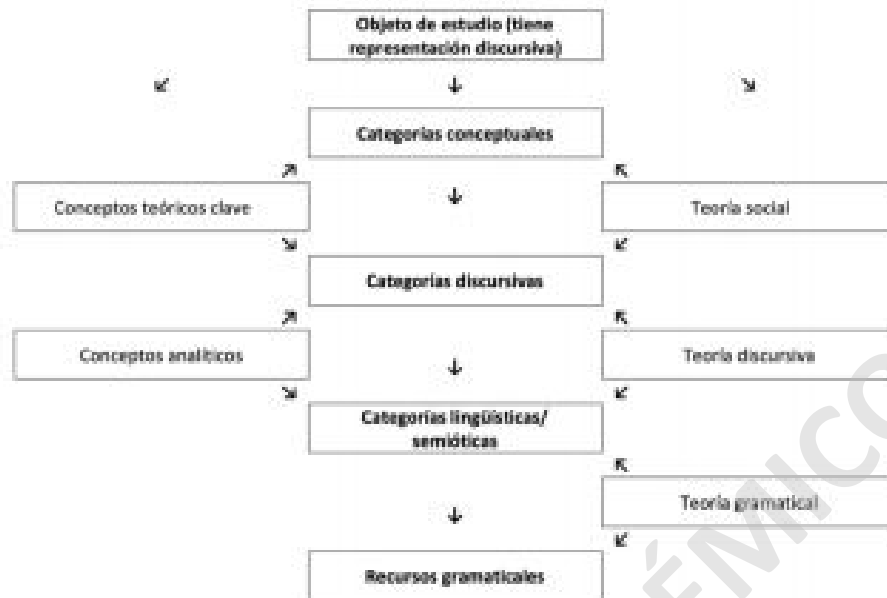 Objeto de estudio (tiene
representación discursiva)
Categorías conceptuales
Conceptos teóricos clave
Teoría social
Categorías discursivas
Conceptos analíticos
Teoría discursiva
Categorías lingüísticas/
semióticas
Teoría gramatical
Recursos gramaticales
ÉMICO